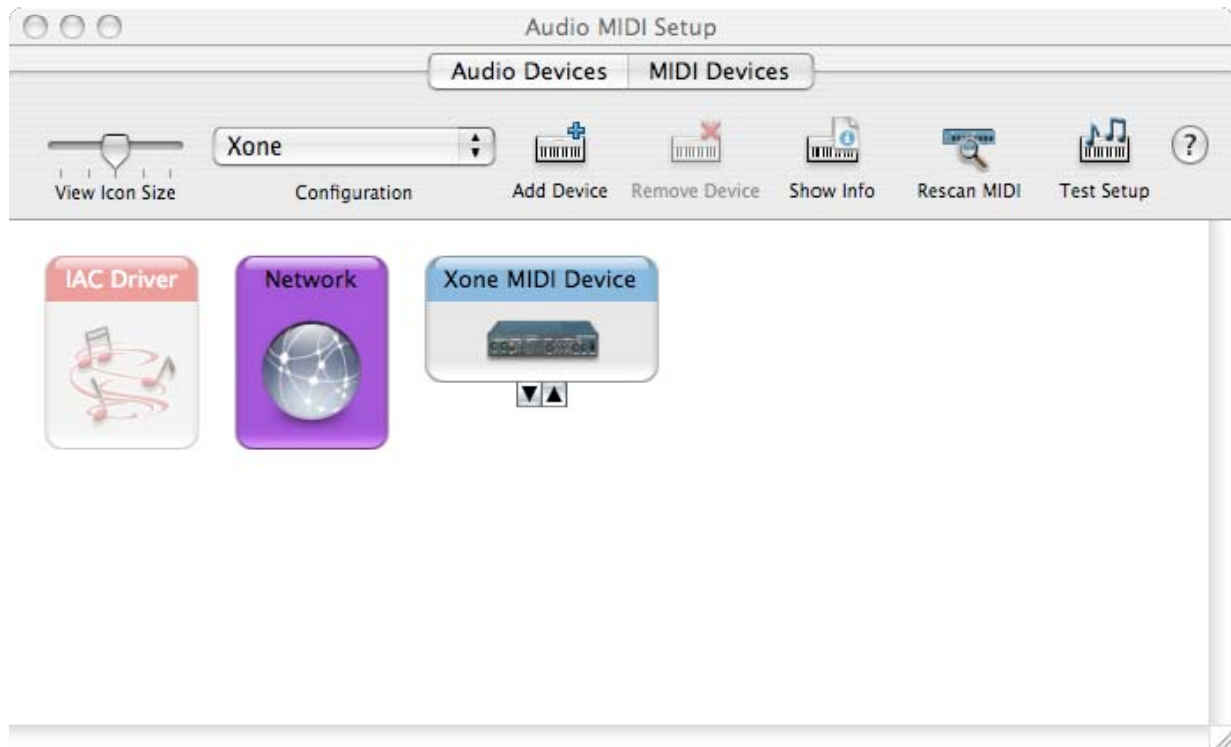 Audio MIDI Setup
Audio Devices MIDI Devices
Xone
?
View Icon Size Configuration Add Device Remove Device Show Info Rescan MIDI Test Setup
IAC Driver Network Xone MIDI Device